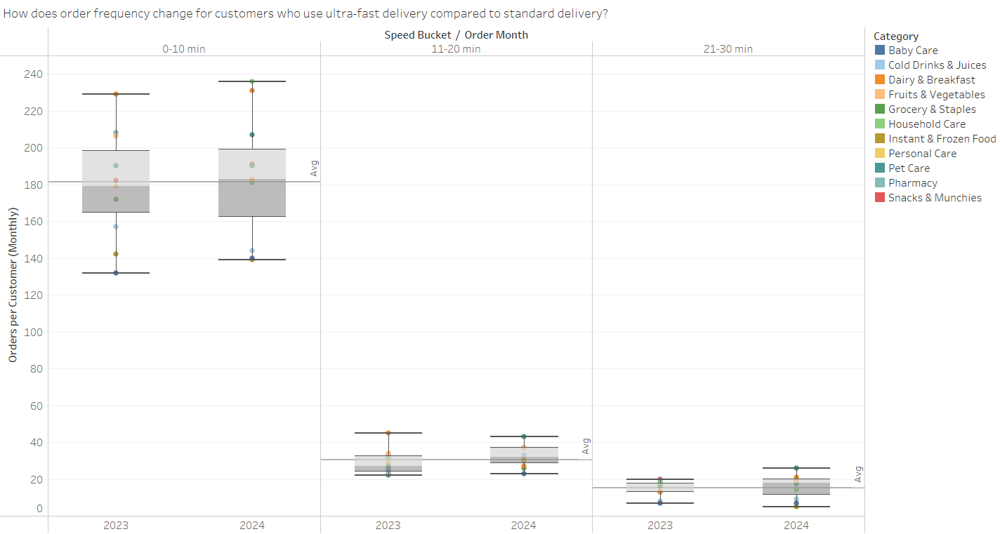 How does order frequency change for customers who use ultra-fast delivery compared to standard delivery?
Speed Bucket / Order Month
0-10 min
11-20 min
21-30 min
Orders per Customer (Monthly)
240
220
200
180
160
140
120
100
80
60
40
20
0
Avg
Avg
Avg
2023
2024
2023
2024
2023
2024
Category
Baby Care
Cold Drinks & Juices
Dairy & Breakfast
Fruits & Vegetables
Grocery & Staples
Household Care
Instant & Frozen Food
Personal Care
Pet Care
Pharmacy
Snacks & Munchies